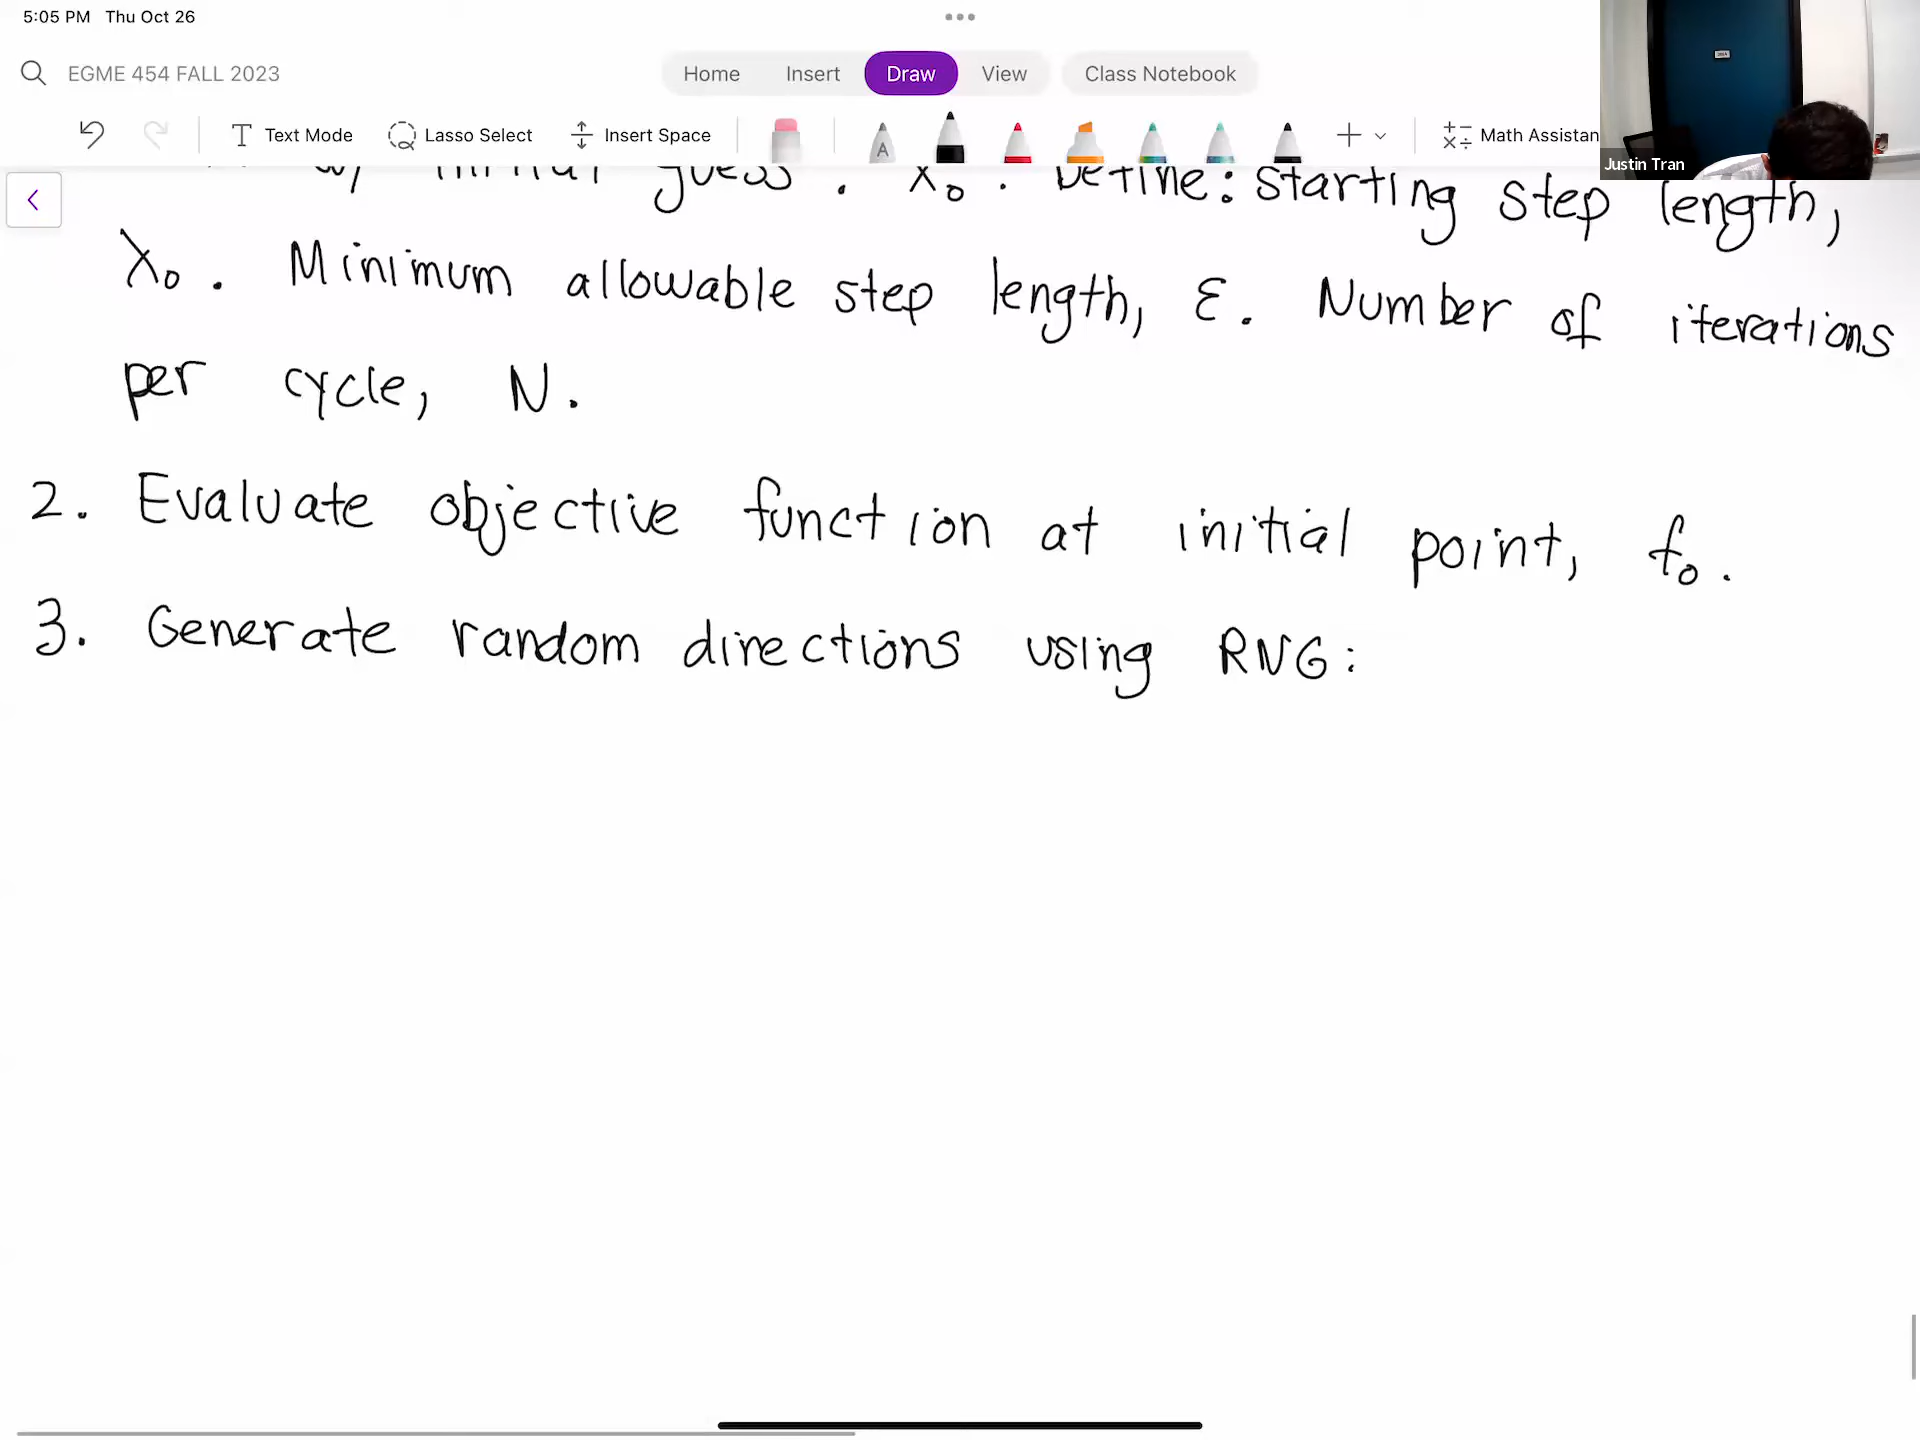 5:05 PM Thu Oct 26
EGME 454 FALL 2023
Home Insert Draw View Class Notebook
Text Mode Lasso Select Insert Space A Math Assistan
Justin Tran
w/ initial guess. X₀. Define: starting step length,
λ₀. Minimum allowable step length, ε. Number of iterations
per cycle, N.
2. Evaluate objective function at initial point, f₀.
3. Generate random directions using RNG: